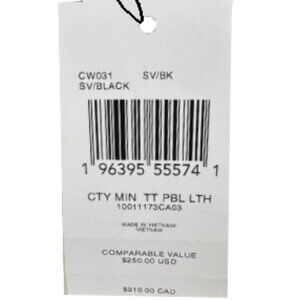 CW031 SV/BK
SV/BLACK
1 96395 55574 1
CTY MIN TT PBL LTH
10011173CA03
MADE IN VIETNAM/
VIETNAM
COMPARABLE VALUE
$250.00 USD
$310.00 CAD